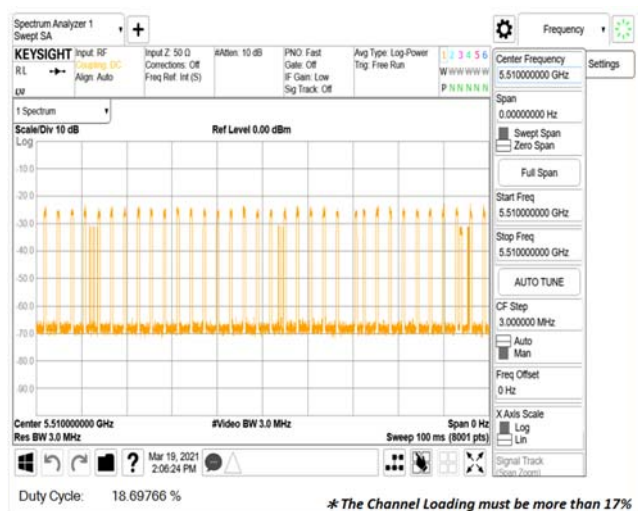 Spectrum Analyzer 1
Swept SA
+
Frequency
KEYSIGHT
RL
Input: RF
Coupling: DC
Align: Auto
Input Z: 50 Ω
Corrections: Off
Freq Ref: Int (S)
#Atten: 10 dB
PNO: Fast
Gate: Off
IF Gain: Low
Sig Track: Off
Avg Type: Log-Power
Trig: Free Run
1 2 3 4 5 6
W W W W W W
P N N N N N
Settings
1 Spectrum
Scale/Div 10 dB
Ref Level 0.00 dBm
Log
-10.0
-20.0
-30.0
-40.0
-50.0
-60.0
-70.0
-80.0
-90.0
Center 5.510000000 GHz
#Video BW 3.0 MHz
Span 0 Hz
Res BW 3.0 MHz
Sweep 100 ms (8001 pts)
Center Frequency
5.510000000 GHz
Span
0.00000000 Hz
Swept Span
Zero Span
Full Span
Start Freq
5.510000000 GHz
Stop Freq
5.510000000 GHz
AUTO TUNE
CF Step
3.000000 MHz
Auto
Man
Freq Offset
0 Hz
X Axis Scale
Log
Lin
Signal Track
(Span Zoom)
?
Mar 19, 2021
2:06:24 PM
Duty Cycle: 18.69766 %
* The Channel Loading must be more than 17%